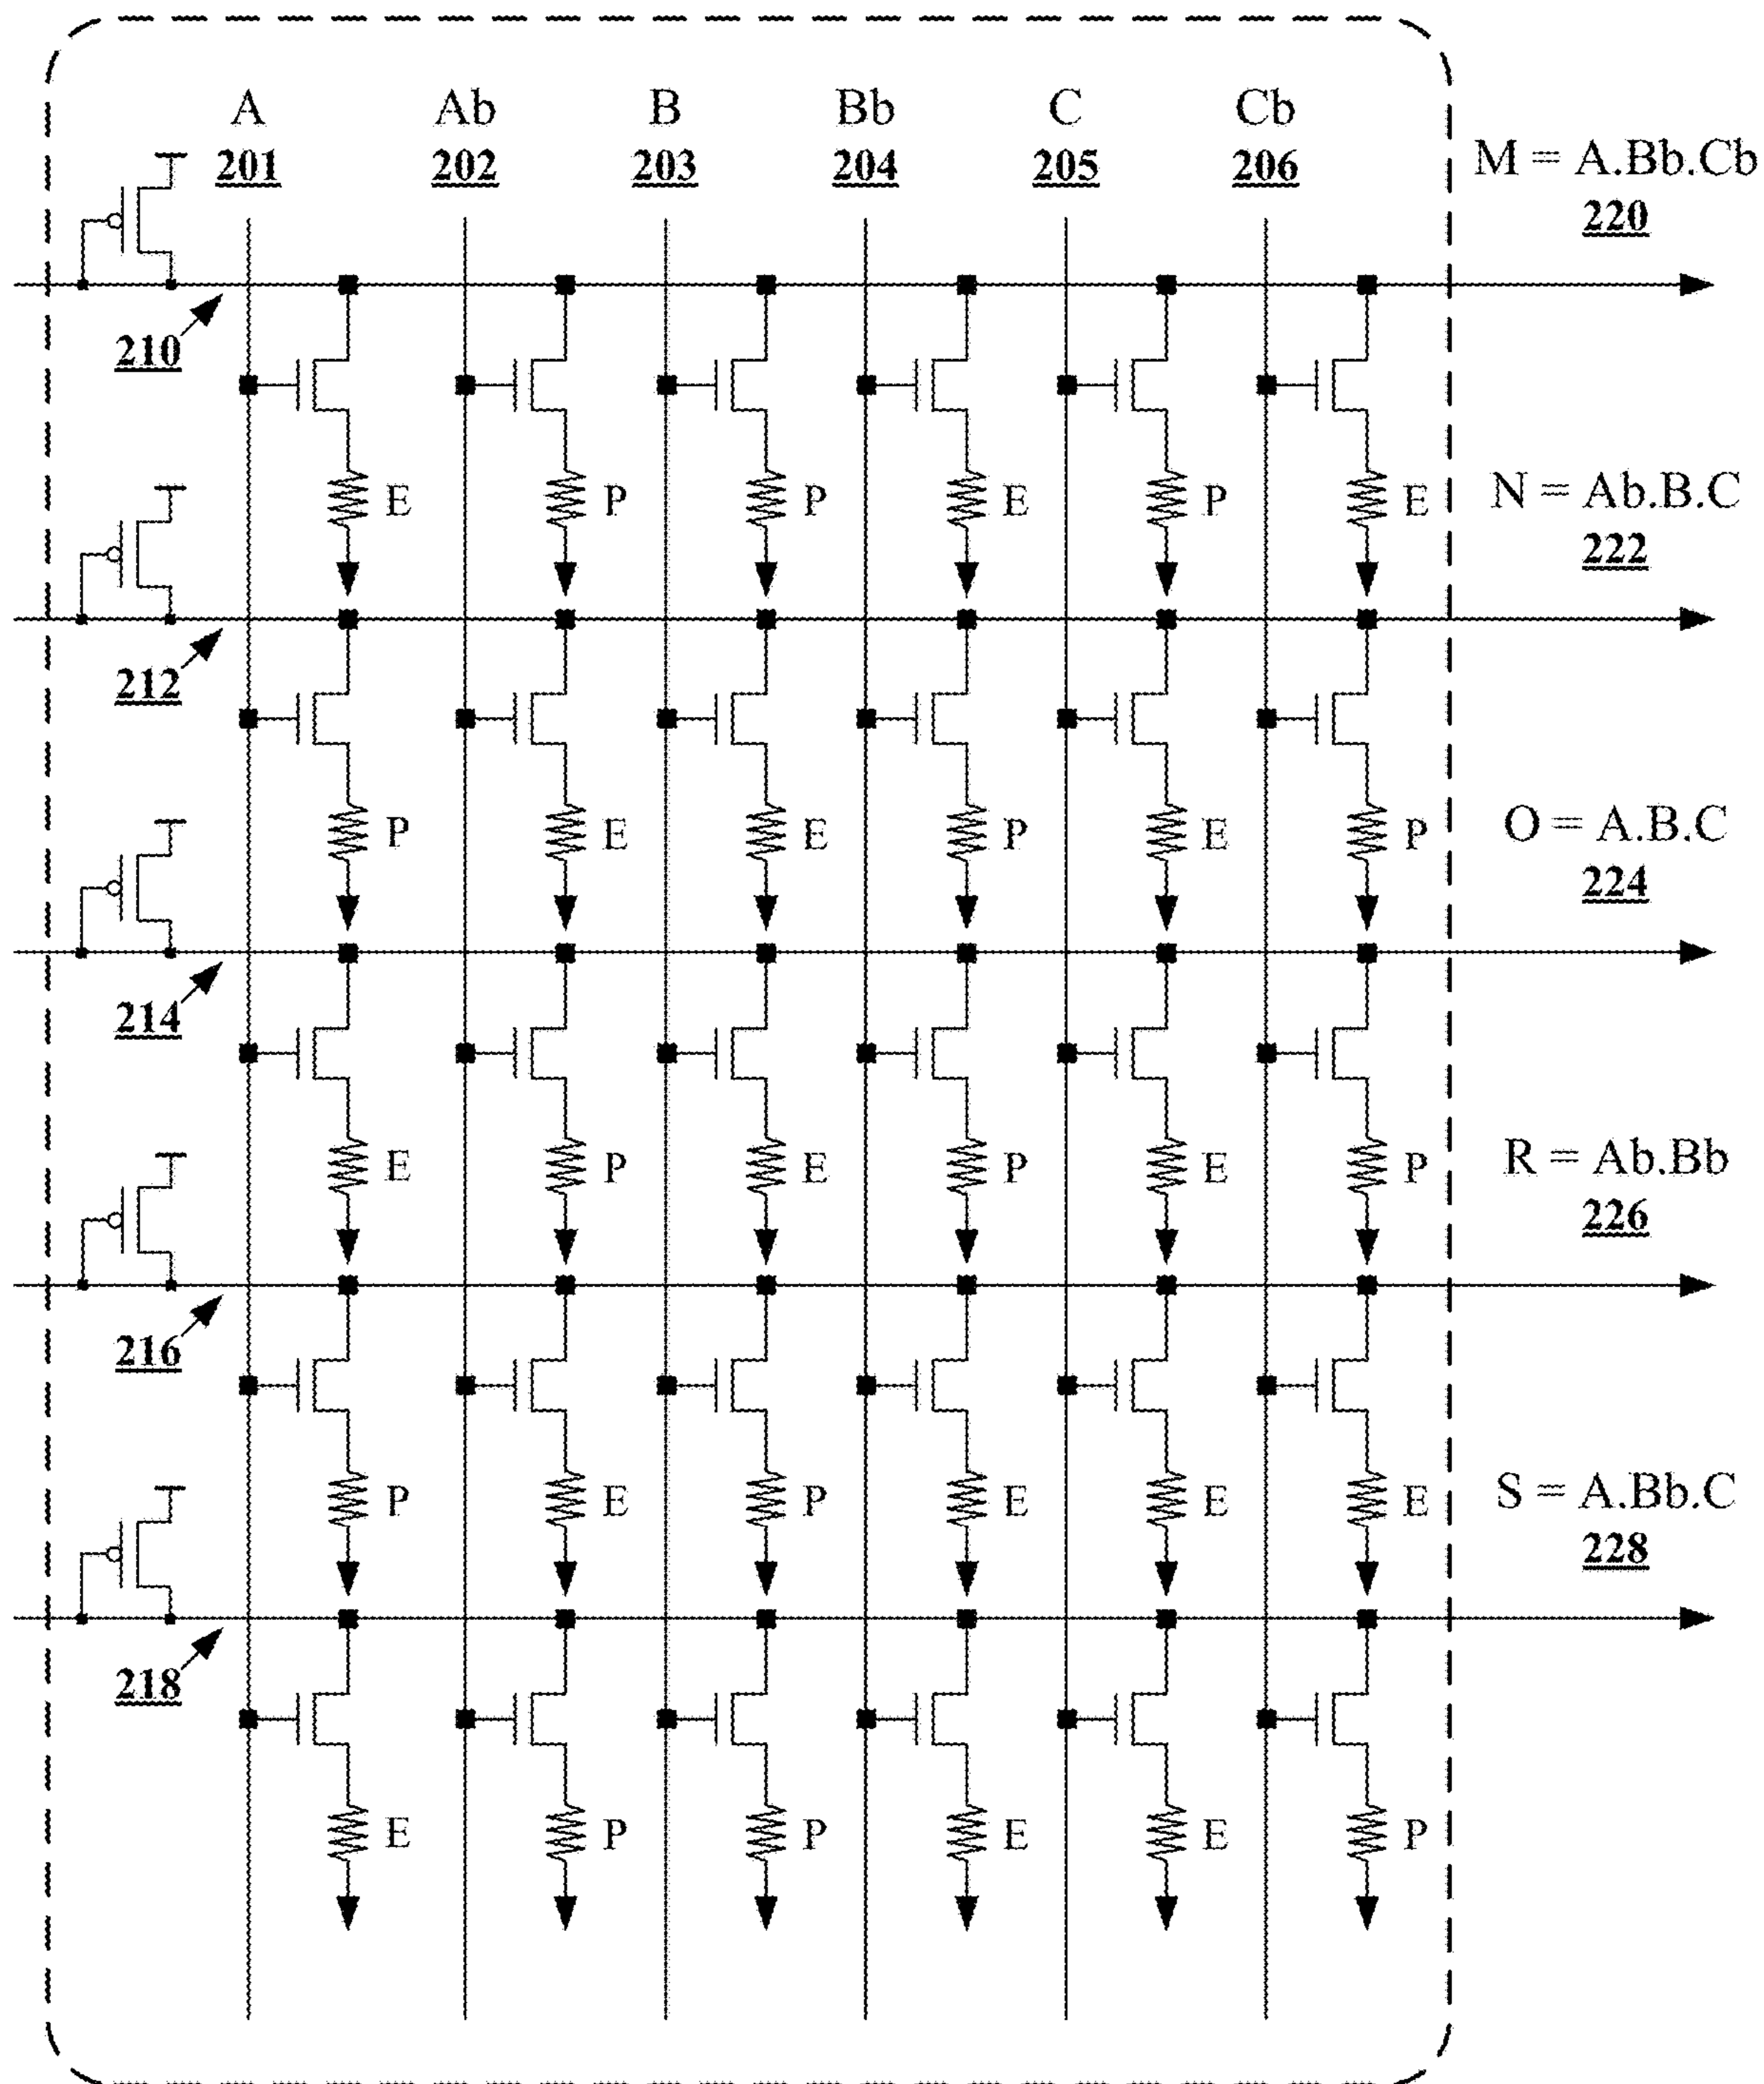 A Ab B Bb C Cb
201 202 203 204 205 206
M = A.Bb.Cb
220
210
E P P E P E
N = Ab.B.C
222
212
P E E P E P
O = A.B.C
224
214
E P E P E P
R = Ab.Bb
226
216
P E P E E E
S = A.Bb.C
228
218
E P P E E P